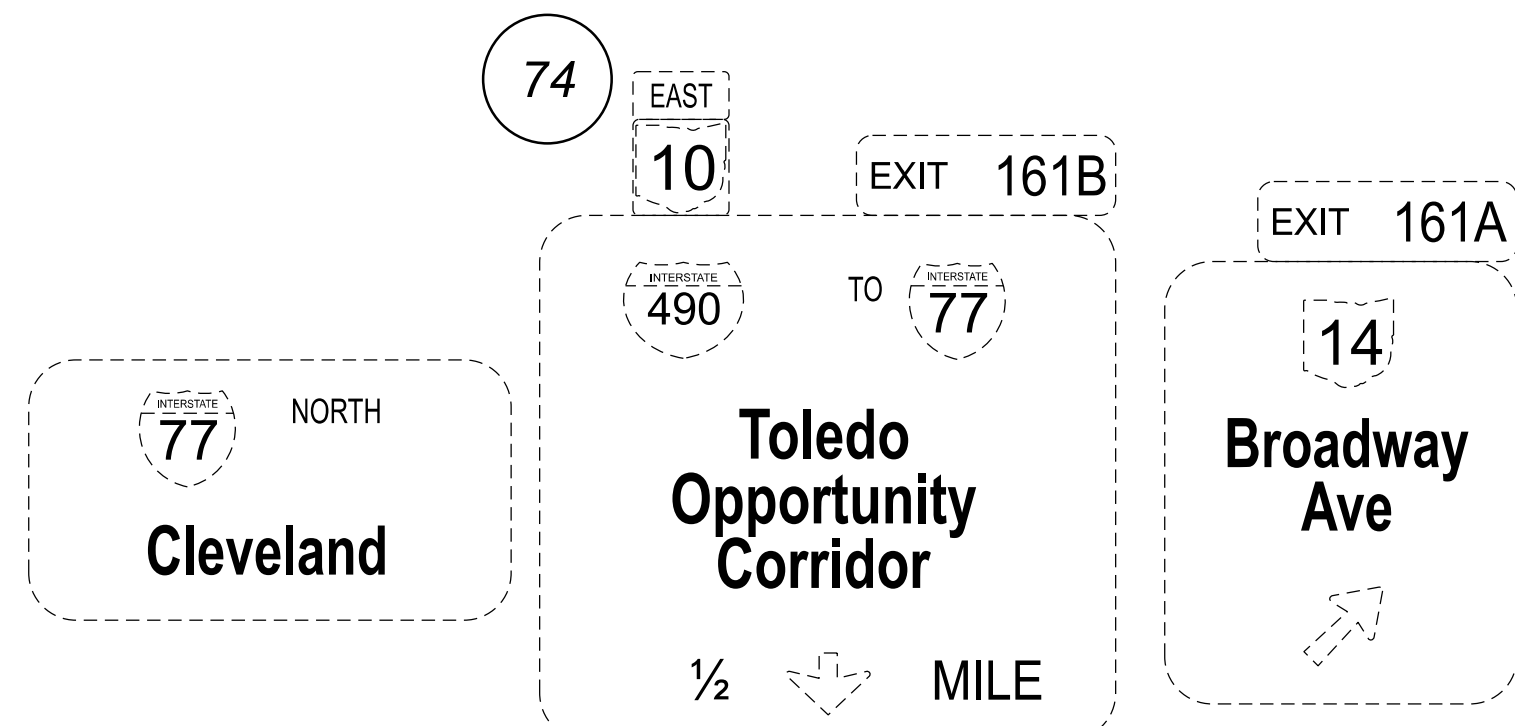 74
EAST
10
EXIT 161B
INTERSTATE
490
TO
INTERSTATE
77
Toledo
Opportunity
Corridor
½ MILE
INTERSTATE
77
NORTH
Cleveland
EXIT 161A
14
Broadway
Ave